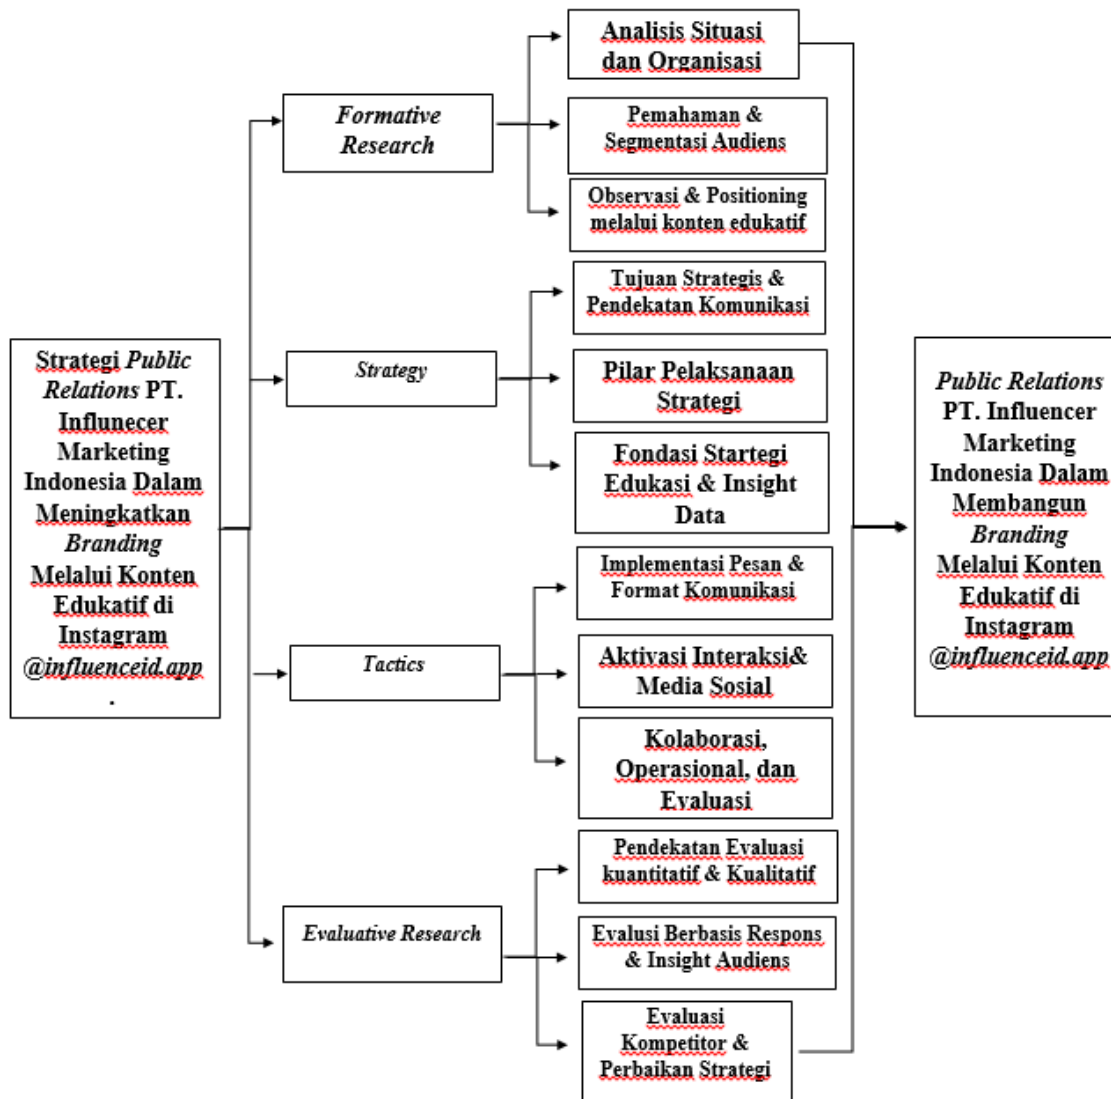 Strategi Public
Relations PT.
Influnecer
Marketing
Indonesia Dalam
Meningkatkan
Branding
Melalui Konten
Edukatif di
Instagram
@influenceid.app
.
Formative
Research
Analisis Situasi
dan Organisasi
Pemahaman &
Segmentasi Audiens
Observasi & Positioning
melalui konten edukatif
Strategy
Tujuan Strategis &
Pendekatan Komunikasi
Pilar Pelaksanaan
Strategi
Fondasi Startegi
Edukasi & Insight
Data
Tactics
Implementasi Pesan &
Format Komunikasi
Aktivasi Interaksi&
Media Sosial
Kolaborasi,
Operasional, dan
Evaluasi
Evaluative Research
Pendekatan Evaluasi
kuantitatif & Kualitatif
Evalusi Berbasis Respons
& Insight Audiens
Evaluasi
Kompetitor &
Perbaikan Strategi
Public Relations
PT. Influencer
Marketing
Indonesia Dalam
Membangun
Branding
Melalui Konten
Edukatif di
Instagram
@influenceid.app